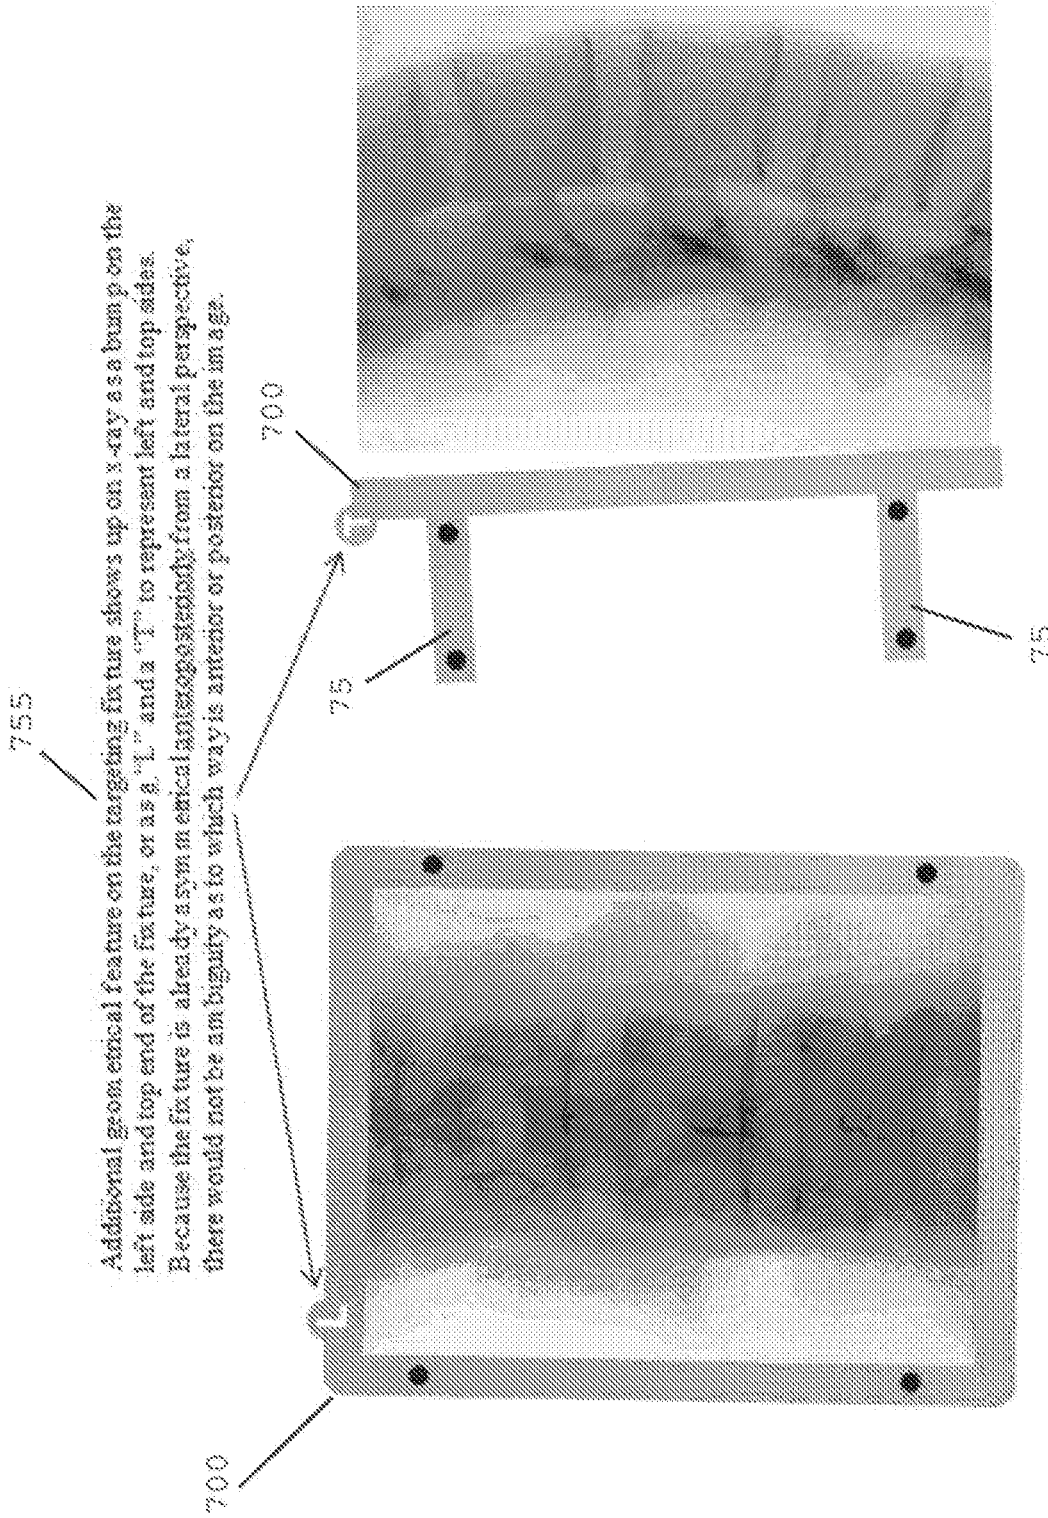 755
Additional geometrical feature on the targeting fixture shows up on x-ray as a bump on the
left side and top end of the fixture, or as a "L" and a "T" to represent left and top sides.
Because the fixture is already asymmetrical anteroposteriorly from a lateral perspective,
there would not be ambiguity as to which way is anterior or posterior on the image.
700
L
700
75
75